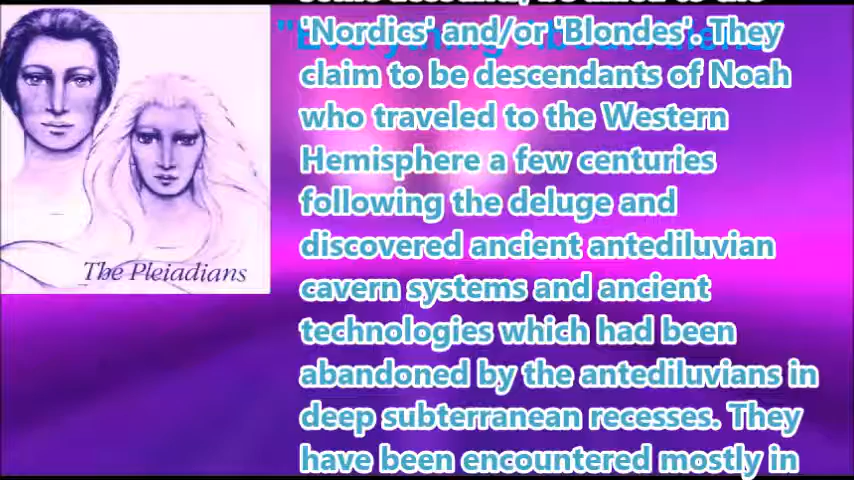 'Nordics' and/or 'Blondes'. They
claim to be descendants of Noah
who traveled to the Western
Hemisphere a few centuries
following the deluge and
discovered ancient antediluvian
cavern systems and ancient
technologies which had been
abandoned by the antediluvians in
deep subterranean recesses. They
have been encountered mostly in
The Pleiadians